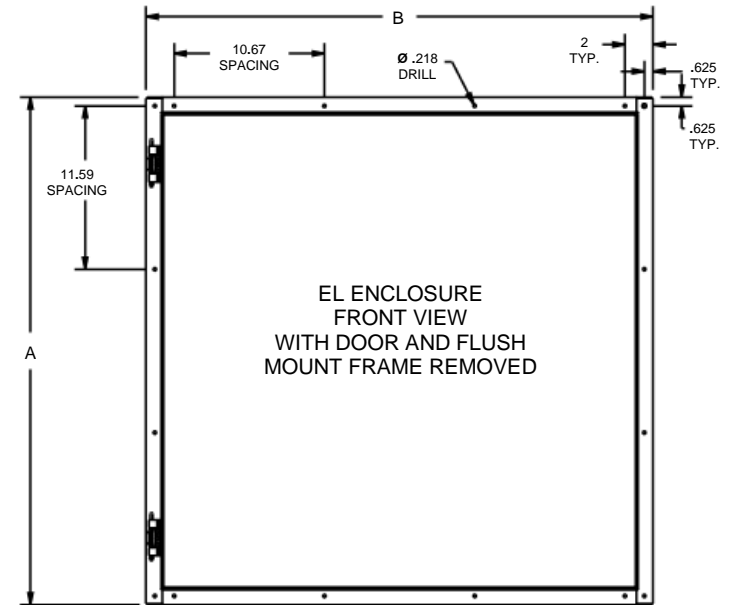 B
10.67
SPACING
Ø .218
DRILL
2
TYP.
.625
TYP.
.625
TYP.
11.59
SPACING
A
EL ENCLOSURE
FRONT VIEW
WITH DOOR AND FLUSH
MOUNT FRAME REMOVED